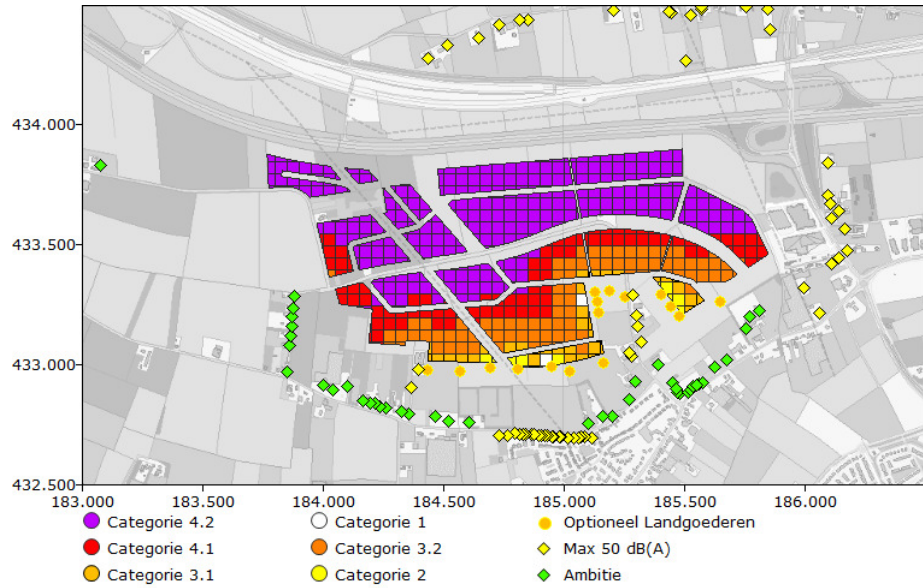 434.000
433.500
433.000
432.500
183.000 183.500 184.000 184.500 185.000 185.500 186.000
Categorie 4.2 Categorie 1 Optioneel Landgoederen
Categorie 4.1 Categorie 3.2 Max 50 dB(A)
Categorie 3.1 Categorie 2 Ambitie